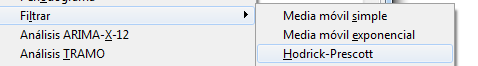 Filtrar
Análisis ARIMA-X-12
Análisis TRAMO
Media móvil simple
Media móvil exponencial
Hodrick-Prescott